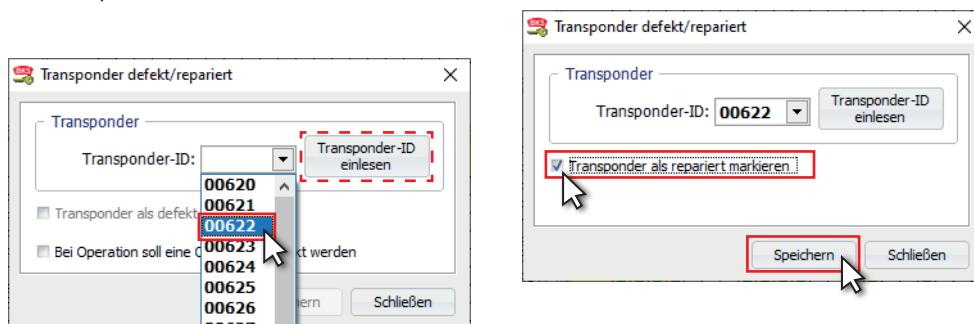 Transponder defekt/repariert
Transponder
Transponder-ID:
Transponder-ID
einlesen
00620
00621
00622
00623
00624
00625
00626
Transponder als defekt
Bei Operation soll eine werden
Schließen
Transponder defekt/repariert
Transponder
Transponder-ID: 00622
Transponder-ID
einlesen
Transponder als repariert markieren
Speichern Schließen